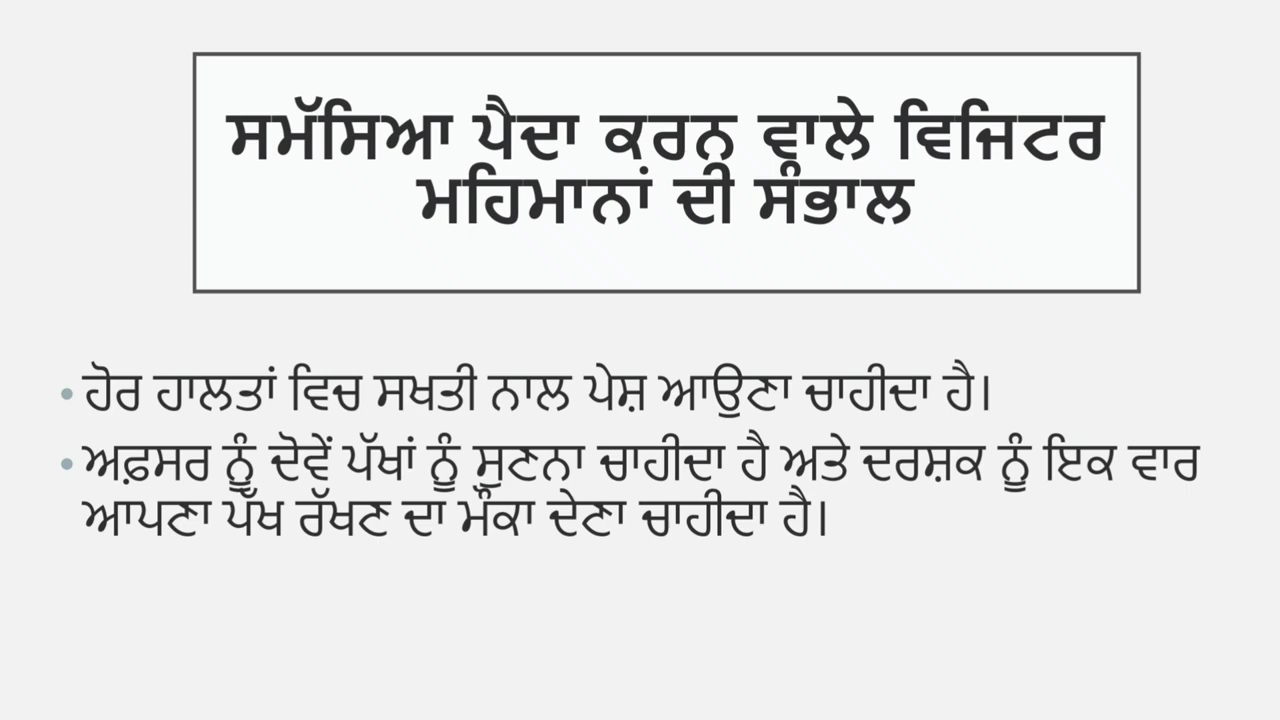 ਸਮੱਸਿਆ ਪੈਦਾ ਕਰਨ ਵਾਲੇ ਵਿਜਿਟਰ
ਮਹਿਮਾਨਾਂ ਦੀ ਸੰਭਾਲ
• ਹੋਰ ਹਾਲਤਾਂ ਵਿਚ ਸਖਤੀ ਨਾਲ ਪੇਸ਼ ਆਉਣਾ ਚਾਹੀਦਾ ਹੈ।
• ਅਫ਼ਸਰ ਨੂੰ ਦੋਵੇਂ ਪੱਖਾਂ ਨੂੰ ਸੁਣਨਾ ਚਾਹੀਦਾ ਹੈ ਅਤੇ ਦਰਸ਼ਕ ਨੂੰ ਇਕ ਵਾਰ
ਆਪਣਾ ਪੱਖ ਰੱਖਣ ਦਾ ਮੌਕਾ ਦੇਣਾ ਚਾਹੀਦਾ ਹੈ।